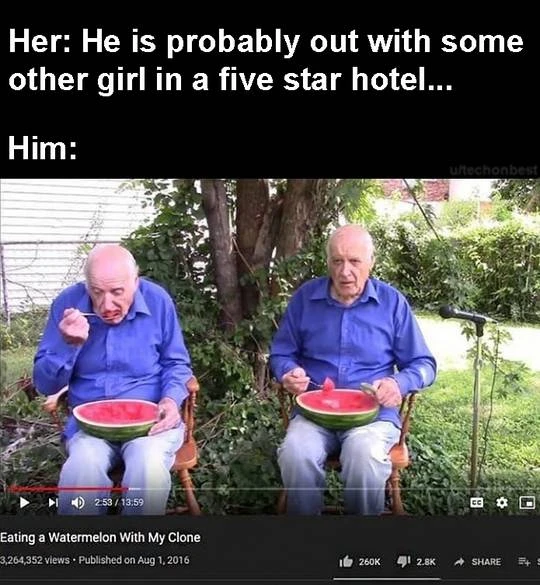 Her: He is probably out with some
other girl in a five star hotel...
Him:
u/techonbest
2:53 / 13:59
CC
Eating a Watermelon With My Clone
3,264,352 views • Published on Aug 1, 2016
260K
2.8K
SHARE